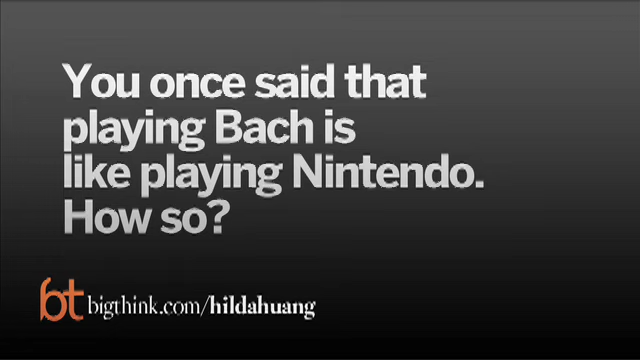 You once said that
playing Bach is
like playing Nintendo.
How so?
bt bigthink.com/hildahuang